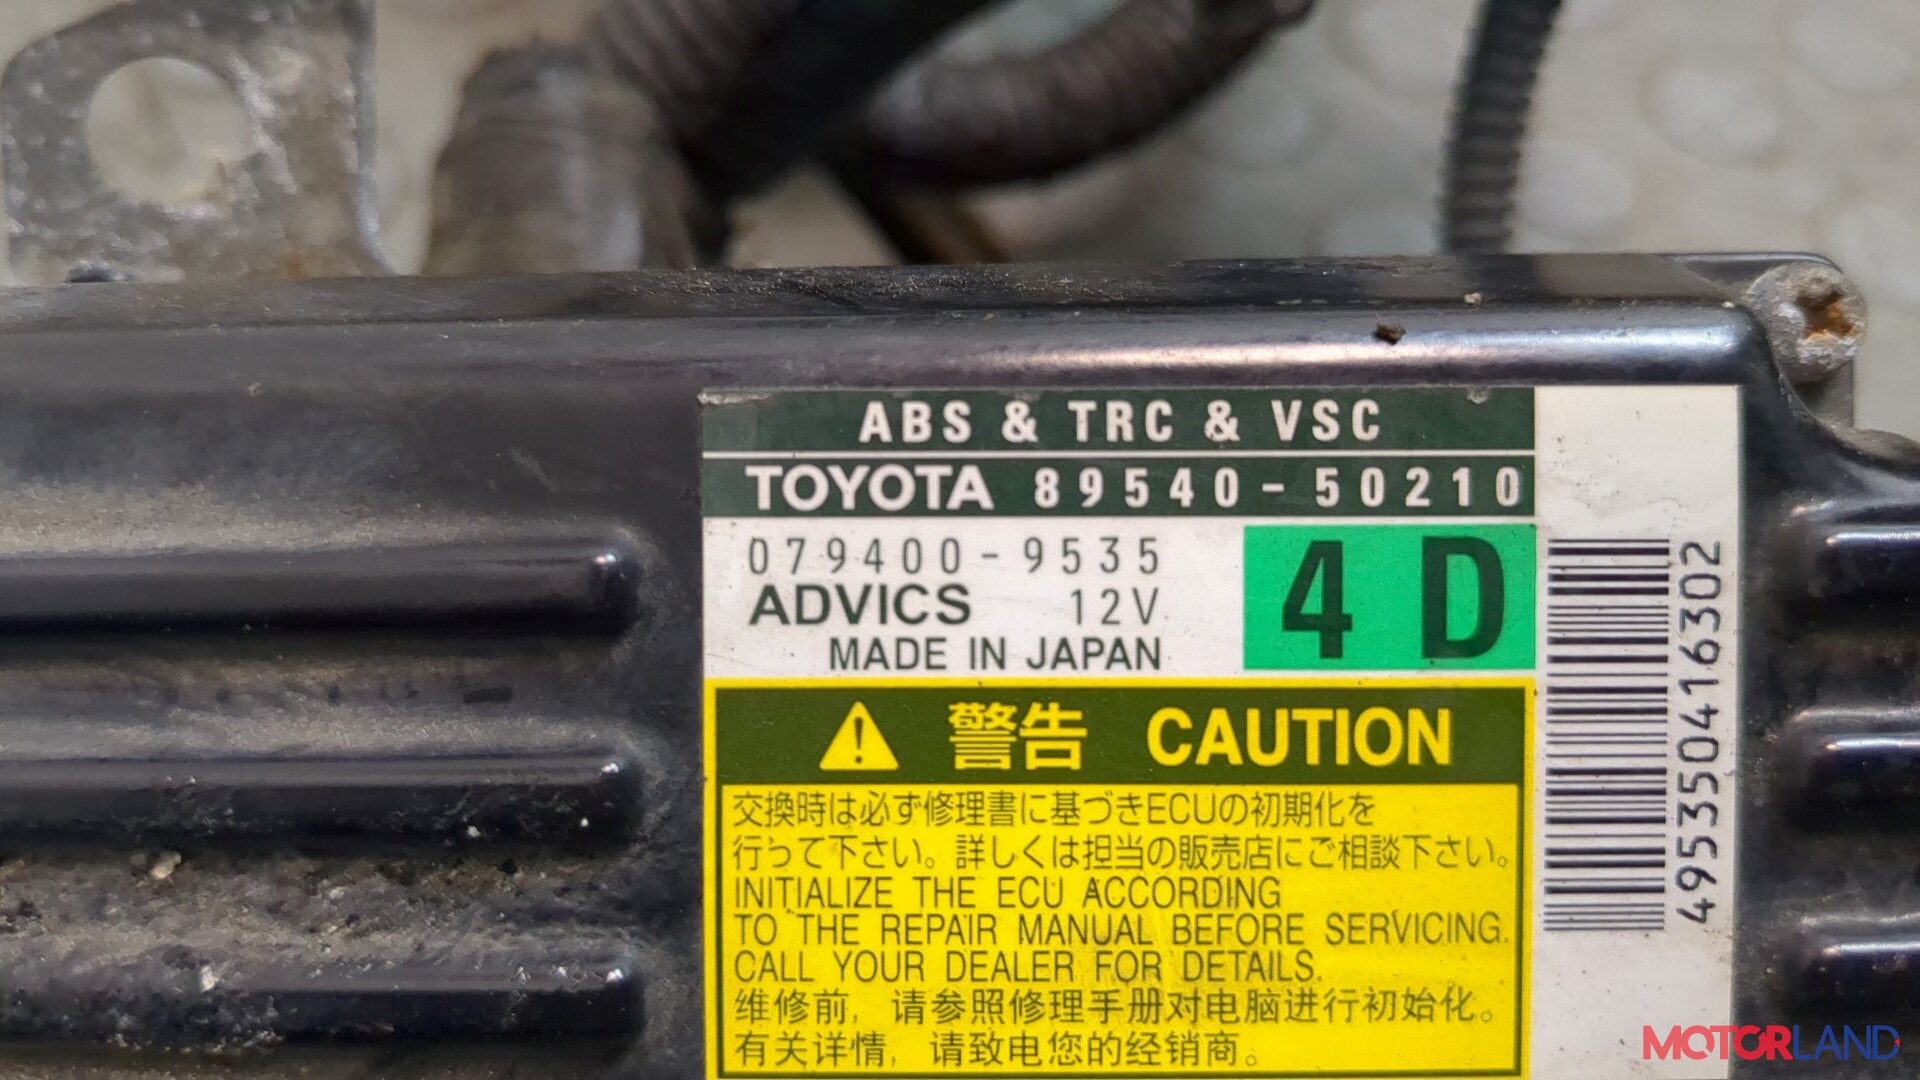 ABS & TRC & VSC
TOYOTA 89540-50210
079400-9535
ADVICS 12V
MADE IN JAPAN
4 D
495350416302
警告 CAUTION
交換時は必ず修理書に基づきECUの初期化を
行って下さい。詳しくは担当の販売店にご相談下さい。
INITIALIZE THE ECU ACCORDING
TO THE REPAIR MANUAL BEFORE SERVICING.
CALL YOUR DEALER FOR DETAILS.
维修前，请参照修理手册对电脑进行初始化。
有关详情，请致电您的经销商。
MOTORLAND